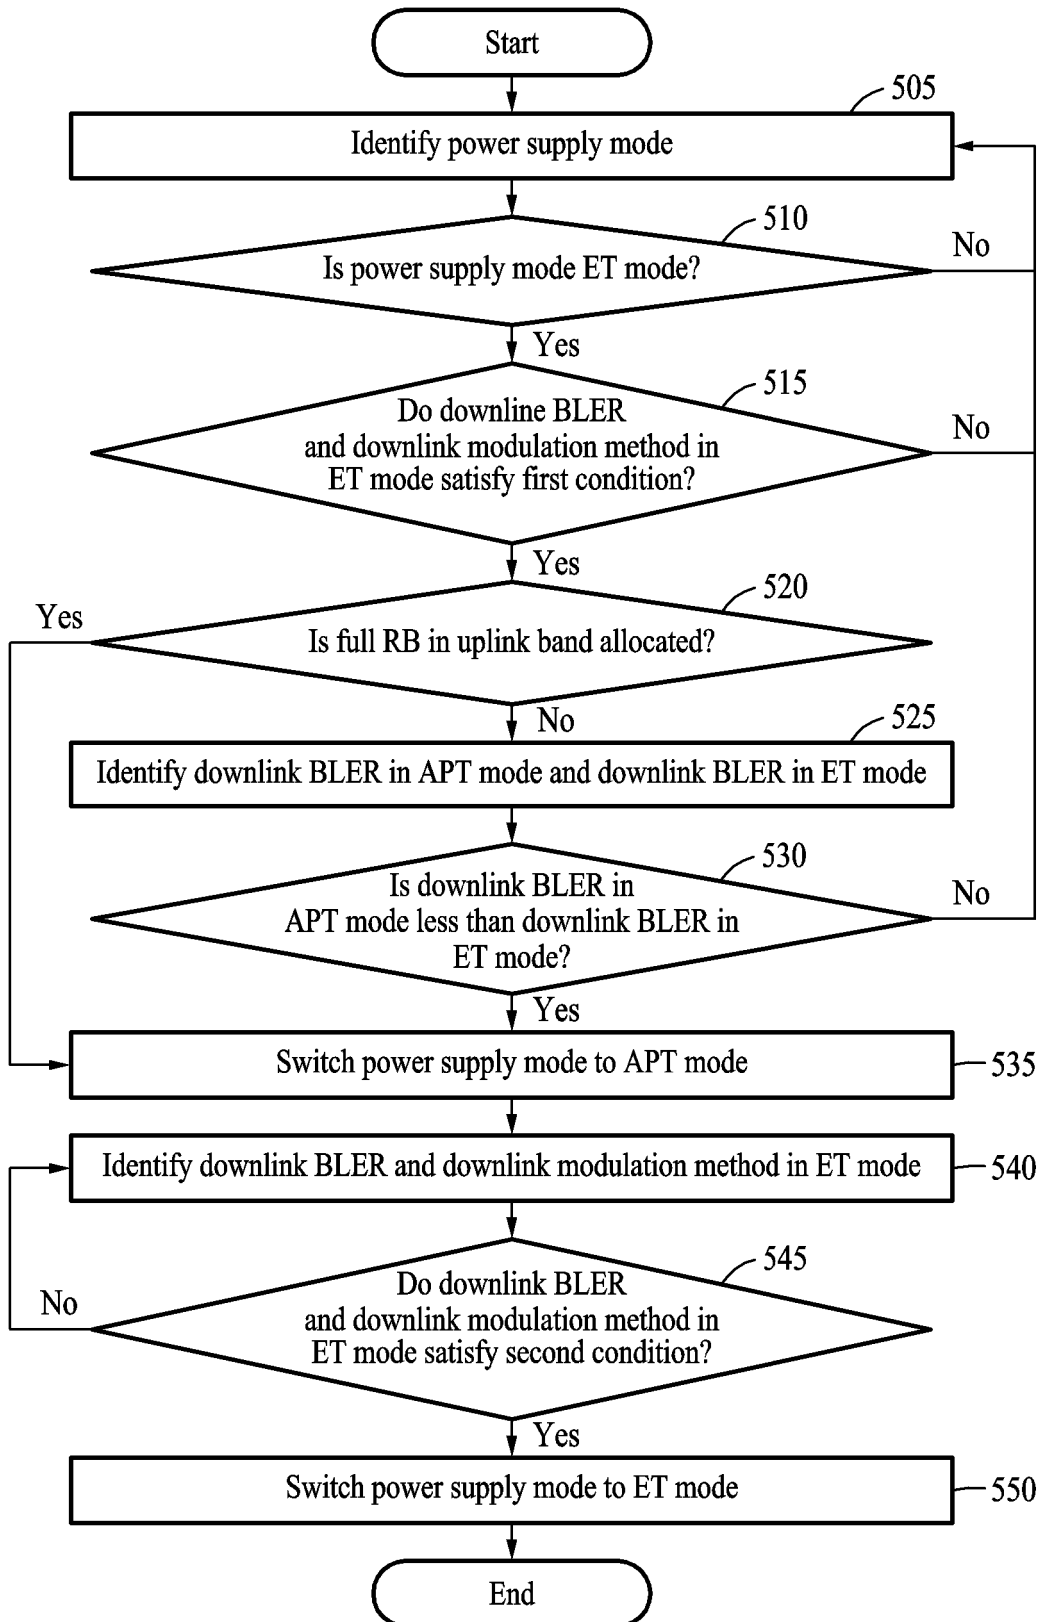 Start
505
Identify power supply mode
510
Is power supply mode ET mode?
No
Yes
515
Do downline BLER
and downlink modulation method in
ET mode satisfy first condition?
No
Yes
520
Yes
Is full RB in uplink band allocated?
No
525
Identify downlink BLER in APT mode and downlink BLER in ET mode
530
Is downlink BLER in
APT mode less than downlink BLER in
ET mode?
No
Yes
Switch power supply mode to APT mode
535
Identify downlink BLER and downlink modulation method in ET mode
540
545
Do downlink BLER
and downlink modulation method in
ET mode satisfy second condition?
No
Yes
Switch power supply mode to ET mode
550
End